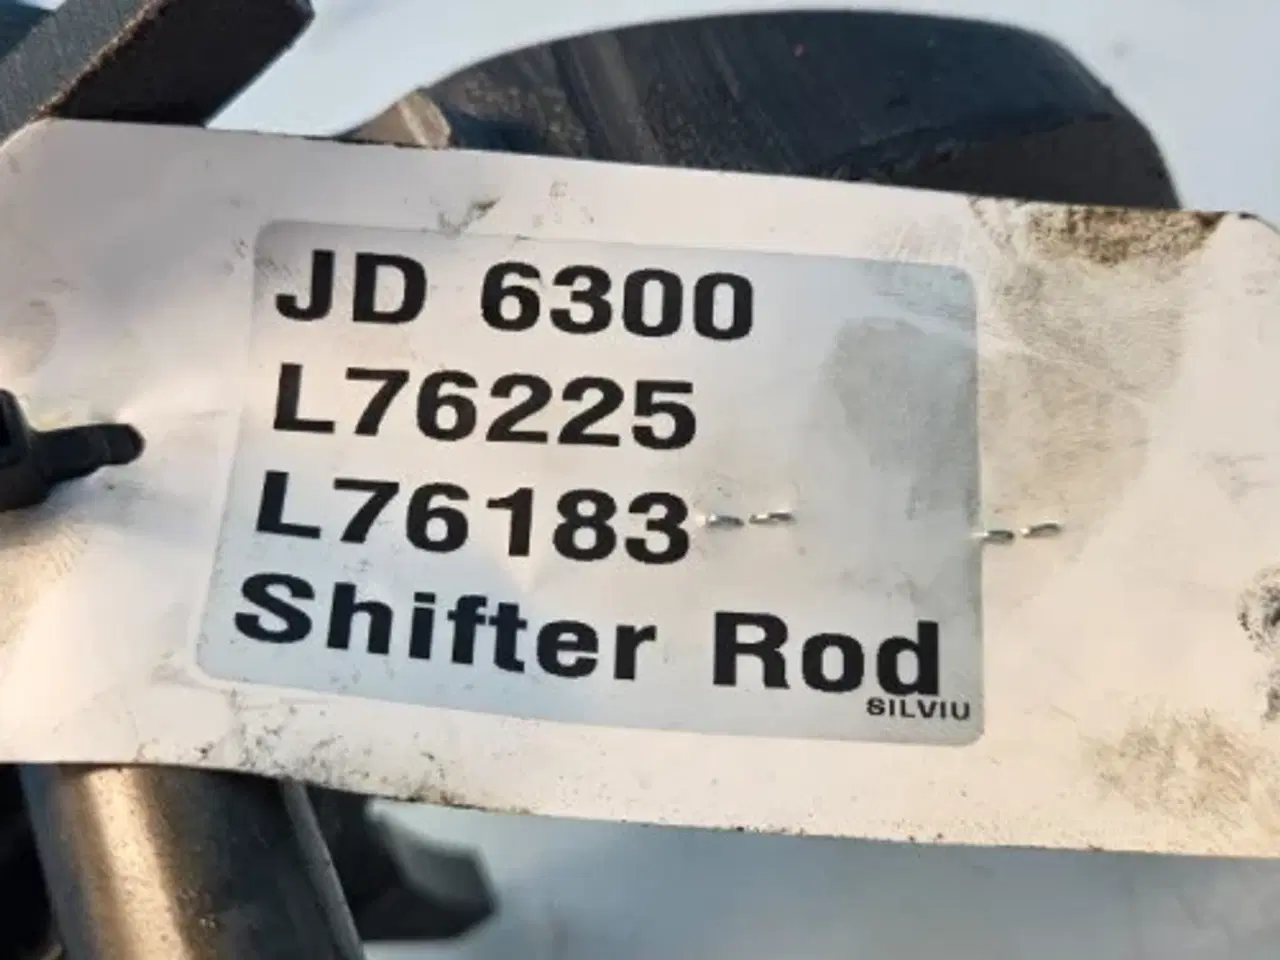 JD 6300
L76225
L76183
Shifter Rod
SILVIU